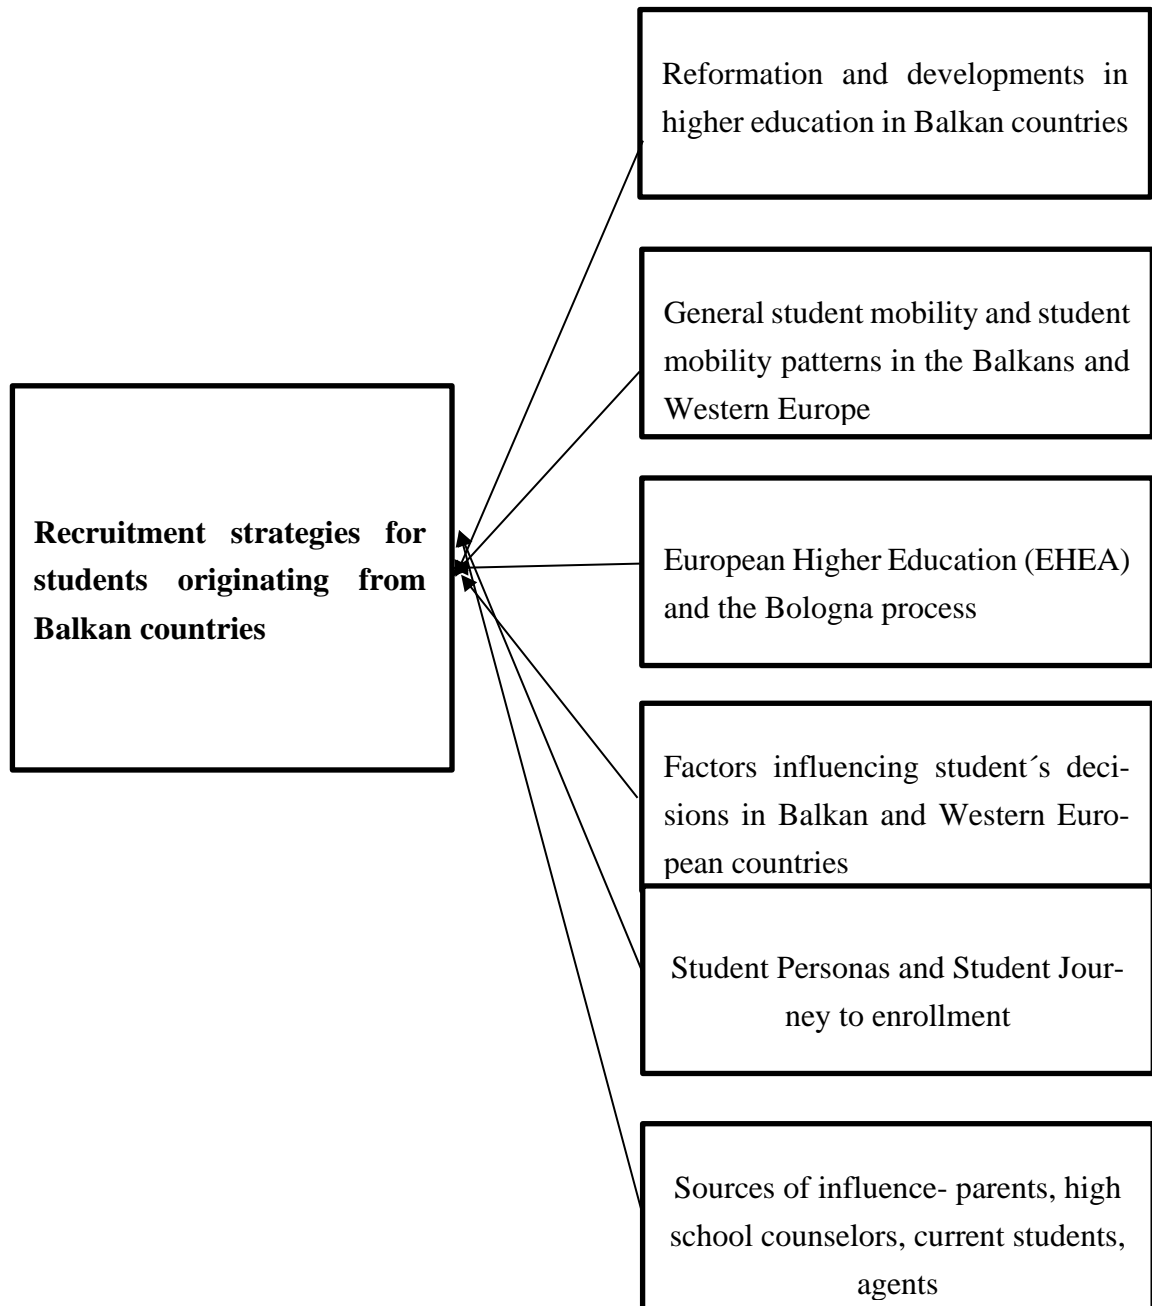 Reformation and developments in
higher education in Balkan countries
General student mobility and student
mobility patterns in the Balkans and
Western Europe
Recruitment strategies for
students originating from
Balkan countries
European Higher Education (EHEA)
and the Bologna process
Factors influencing student´s deci-
sions in Balkan and Western Euro-
pean countries
Student Personas and Student Jour-
ney to enrollment
Sources of influence- parents, high
school counselors, current students,
agents